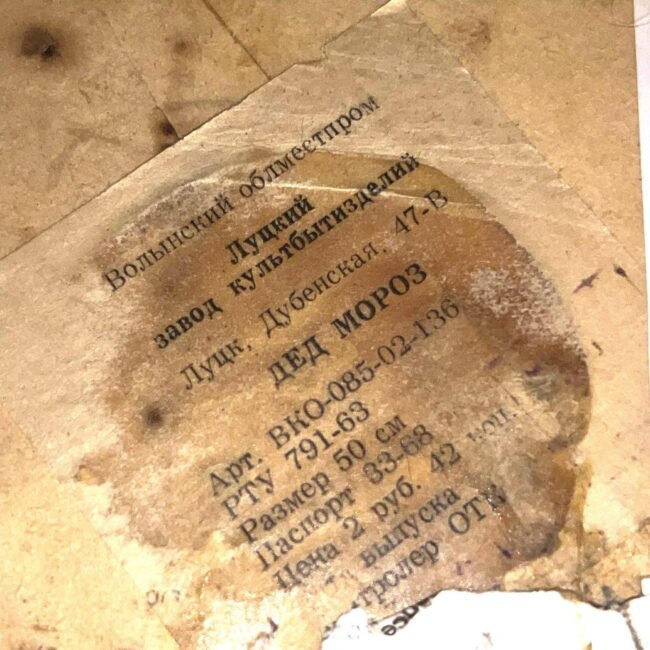 Волынский облместпром
Луцкий
завод культбытизделий
Луцк, Дубенская, 47-В
ДЕД МОРОЗ
Арт. ВКО-085-02-136
РТУ 791-63
Размер 50 см
Паспорт 33-68
Цена 2 руб. 42 коп.
выпуска
ОТК